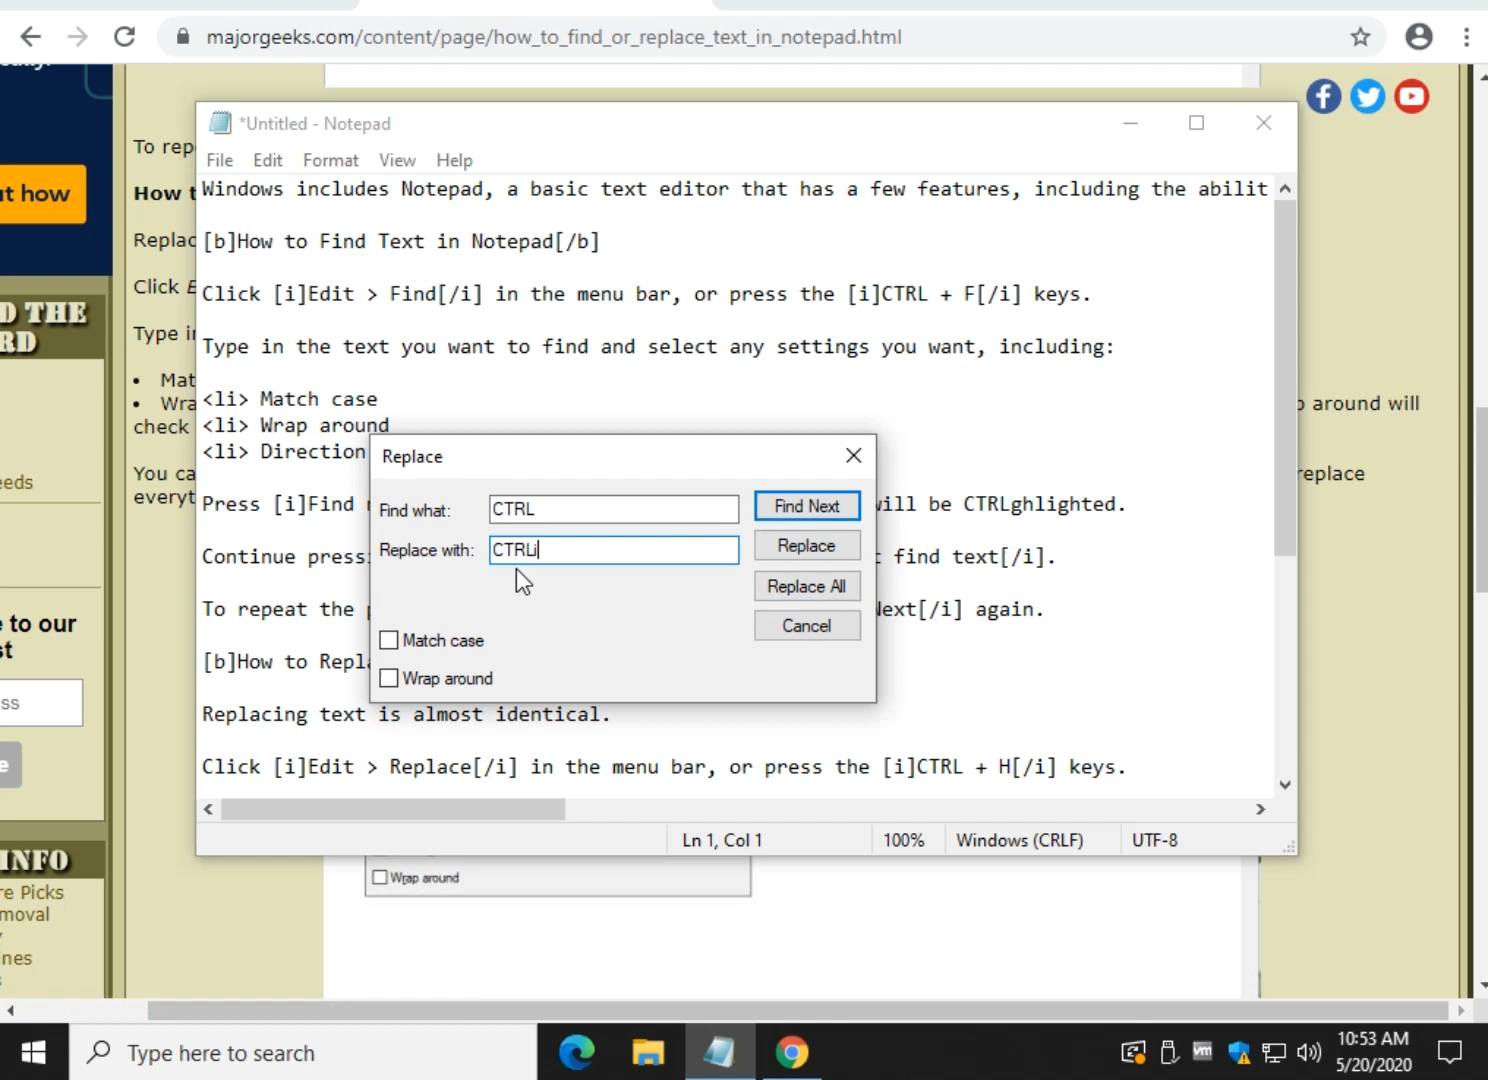 majorgeeks.com/content/page/how_to_find_or_replace_text_in_notepad.html
*Untitled - Notepad
File Edit Format View Help
Windows includes Notepad, a basic text editor that has a few features, including the abilit
[b]How to Find Text in Notepad[/b]
Click [i]Edit > Find[/i] in the menu bar, or press the [i]CTRL + F[/i] keys.
Type in the text you want to find and select any settings you want, including:
<li> Match case
<li> Wrap around
<li> Direction
Press [i]Find will be CTRLghlighted.
Continue press find text[/i].
To repeat the Next[/i] again.
[b]How to Repl
Replacing text is almost identical.
Click [i]Edit > Replace[/i] in the menu bar, or press the [i]CTRL + H[/i] keys.
Ln 1, Col 1 100% Windows (CRLF) UTF-8
Replace
Find what: CTRL Find Next
Replace with: CTRLi Replace
Replace All
Cancel
Match case
Wrap around
To rep
How t
Replac
Click E
Type in
• Mat
• Wra
around will
check
You ca
replace
everyt
t how
D THE
RD
eeds
to our
st
ss
e
INFO
re Picks
moval
ines
Wrap around
Type here to search
vm
10:53 AM
5/20/2020